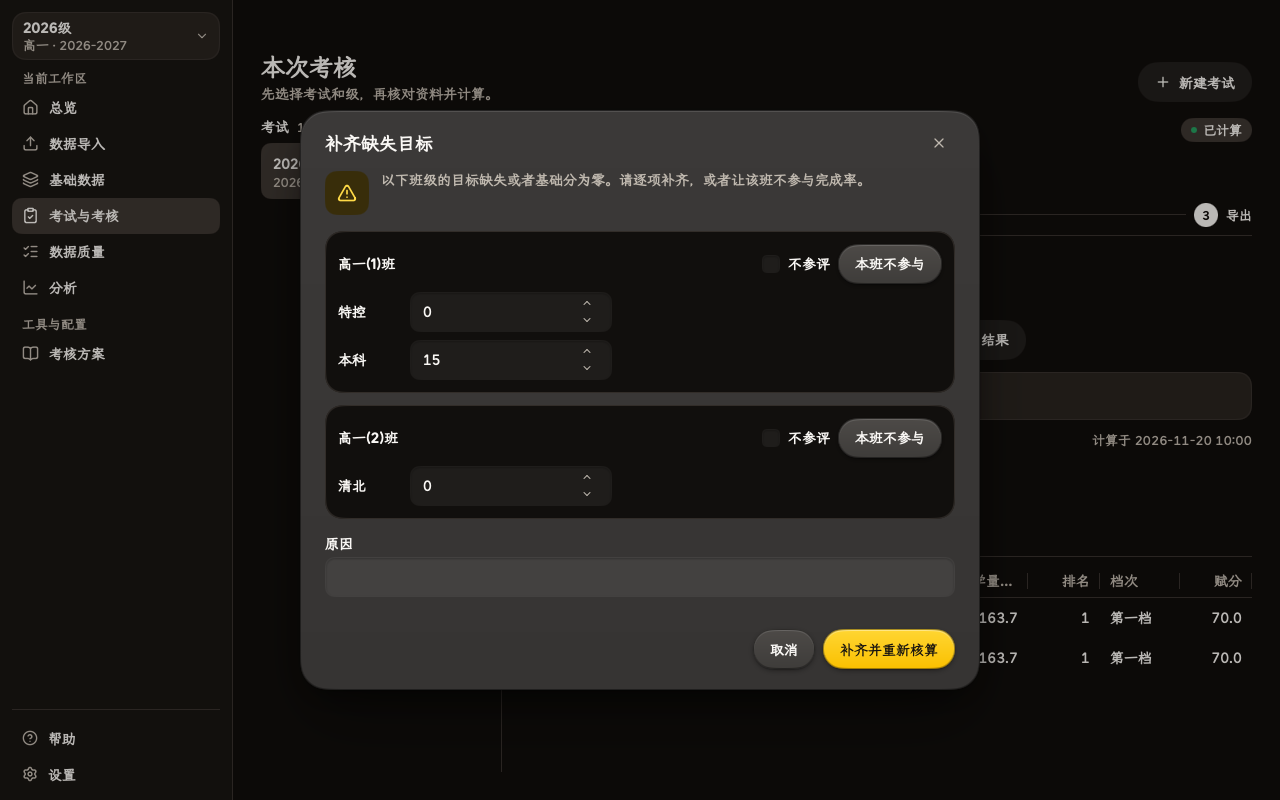 2026级
高一 · 2026-2027
当前工作区
总览
数据导入
基础数据
考试与考核
数据质量
分析
工具与配置
考核方案
帮助
设置
本次考核
先选择考试和级，再核对资料并计算。
新建考试
考试
已计算
3 导出
结果
计算于 2026-11-20 10:00
量... 排名 档次 赋分
163.7 1 第一档 70.0
163.7 1 第一档 70.0
补齐缺失目标
以下班级的目标缺失或者基础分为零。请逐项补齐，或者让该班不参与完成率。
高一(1)班 不参评 本班不参与
特控 0
本科 15
高一(2)班 不参评 本班不参与
清北 0
原因
取消 补齐并重新核算